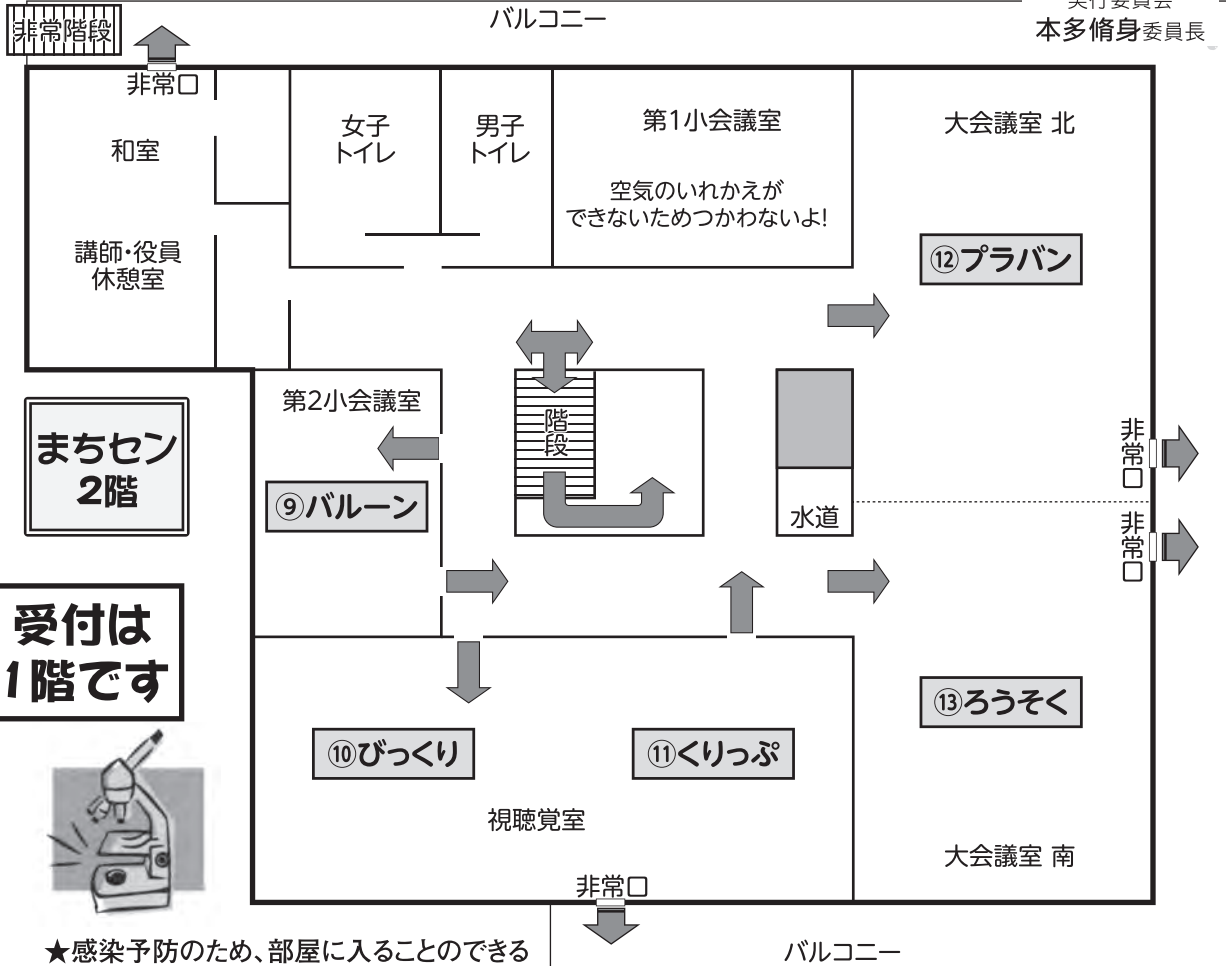 実行委員会
本多脩身委員長
バルコニー
非常階段
非常口
和室
講師・役員
休憩室
女子
トイレ
男子
トイレ
第1小会議室
空気のいれかえが
できないためつかわないよ!
大会議室 北
⑫プラバン
階段
第2小会議室
⑨バルーン
水道
非常口
非常口
まちセン
2階
受付は
1階です
⑩びっくり
⑪くりっぷ
視聴覚室
⑬ろうそく
大会議室 南
非常口
★感染予防のため、部屋に入ることのできる
バルコニー